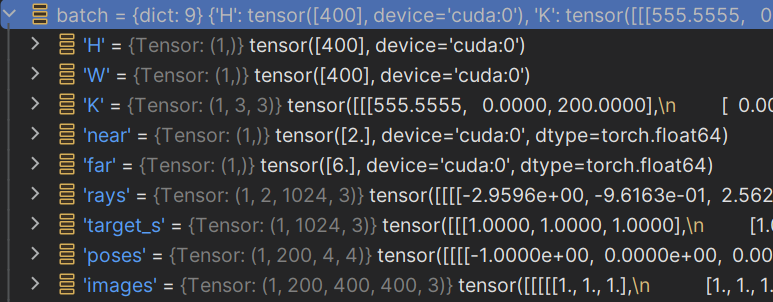 batch = {dict: 9} {'H': tensor([400], device='cuda:0'), 'K': tensor([[[555.5555,   0
'H' = {Tensor: (1,)} tensor([400], device='cuda:0')
'W' = {Tensor: (1,)} tensor([400], device='cuda:0')
'K' = {Tensor: (1, 3, 3)} tensor([[[555.5555,   0.0000, 200.0000],\n         [  0.0
'near' = {Tensor: (1,)} tensor([2.], device='cuda:0', dtype=torch.float64)
'far' = {Tensor: (1,)} tensor([6.], device='cuda:0', dtype=torch.float64)
'rays' = {Tensor: (1, 2, 1024, 3)} tensor([[[[-2.9596e+00, -9.6163e-01,  2.562
'target_s' = {Tensor: (1, 1024, 3)} tensor([[[1.0000, 1.0000, 1.0000],\n         [1.0
'poses' = {Tensor: (1, 200, 4, 4)} tensor([[[[-1.0000e+00,  0.0000e+00,  0.00
'images' = {Tensor: (1, 200, 400, 400, 3)} tensor([[[[[1., 1., 1.],\n           [1., 1., 1.